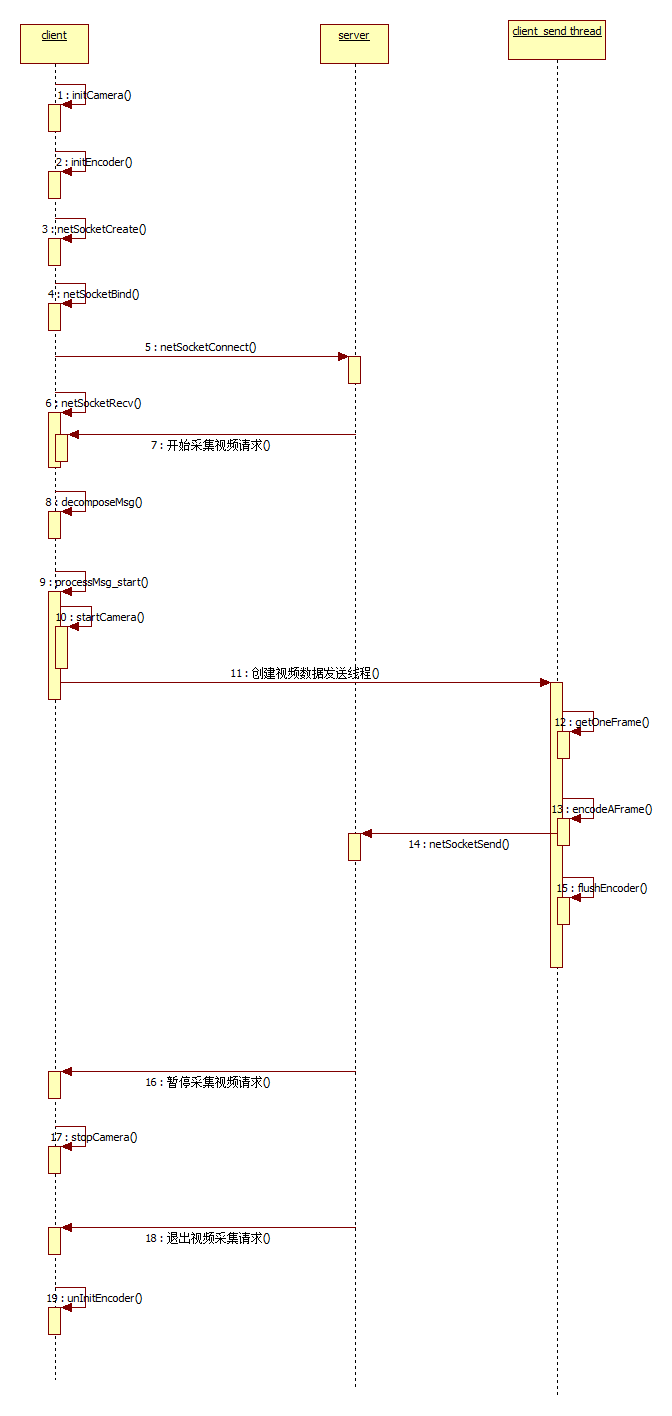 client
server
client_send thread
1 : initCamera()
2 : initEncoder()
3 : netSocketCreate()
4 : netSocketBind()
5 : netSocketConnect()
6 : netSocketRecv()
7 : 开始采集视频请求()
8 : decomposeMsg()
9 : processMsg_start()
10 : startCamera()
11 : 创建视频数据发送线程()
12 : getOneFrame()
13 : encodeAFrame()
14 : netSocketSend()
15 : flushEncoder()
16 : 暂停采集视频请求()
17 : stopCamera()
18 : 退出视频采集请求()
19 : unInitEncoder()